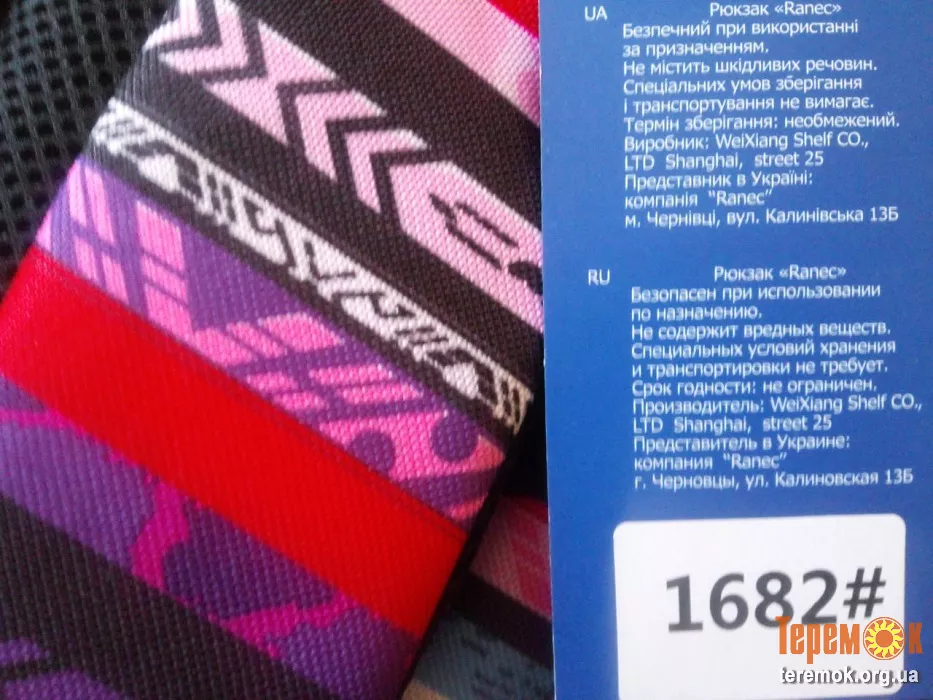 UA
Рюкзак «Ranec»
Безпечний при використанні
за призначенням.
Не містить шкідливих речовин.
Спеціальних умов зберігання
і транспортування не вимагає.
Термін зберігання: необмежений.
Виробник: WeiXiang Shelf CO.,
LTD Shanghai, street 25
Представник в Україні:
компанія “Ranec”
м. Чернівці, вул. Калинівська 13Б
RU
Рюкзак «Ranec»
Безопасен при использовании
по назначению.
Не содержит вредных веществ.
Специальных условий хранения
и транспортировки не требует.
Срок годности: не ограничен.
Производитель: WeiXiang Shelf CO.,
LTD Shanghai, street 25
Представитель в Украине:
компания “Ranec”
г. Черновцы, ул. Калиновская 13Б
1682#
Теремок
teremok.org.ua